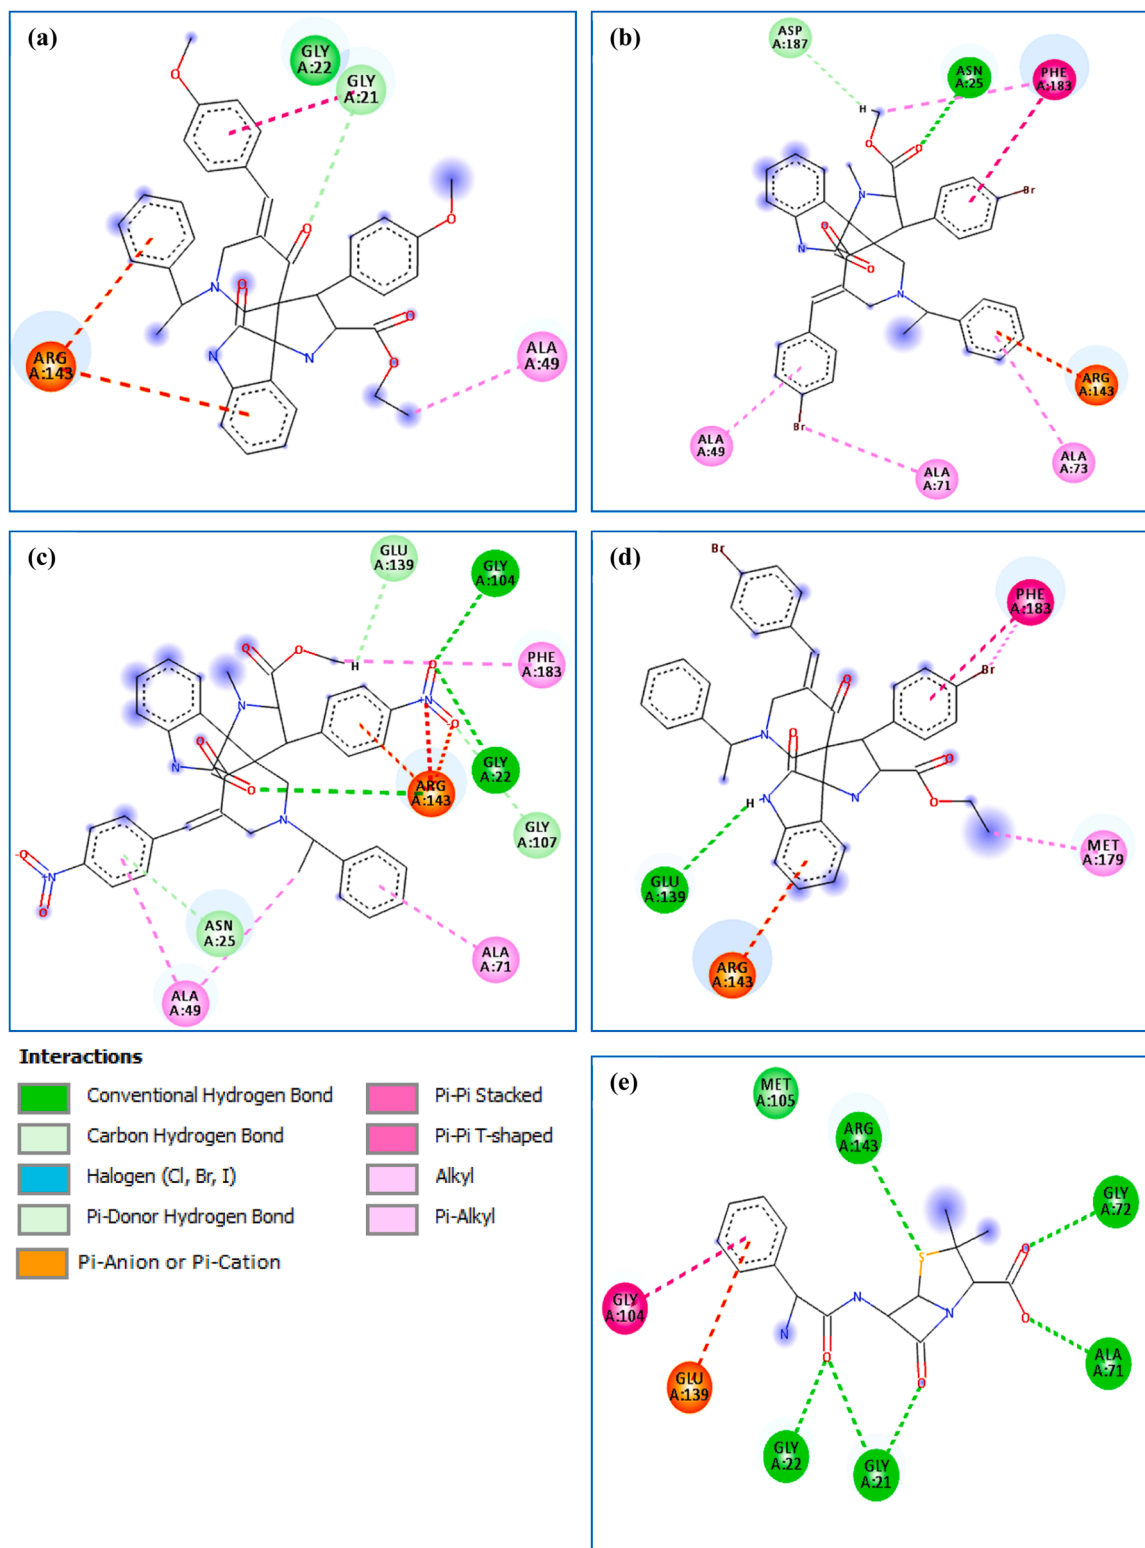 (a)
GLY
A:22
GLY
A:21
O
O
O
O
N
O
N
N
O
ARG
A:143
ALA
A:49
(b)
ASP
A:187
ASN
A:25
PHE
A:183
H
O
O
N
Br
O
N
O
N
ARG
A:143
Br
ALA
A:49
ALA
A:71
ALA
A:73
(c)
GLU
A:139
GLY
A:104
PHE
A:183
O
H
O
O
N+
-O
N
O
N
O
GLY
A:22
ARG
A:143
N
GLY
A:107
-O
N+
O
ASN
A:25
ALA
A:71
ALA
A:49
(d)
Br
PHE
A:183
Br
O
O
N
O
H
N
N
O
MET
A:179
GLU
A:139
ARG
A:143
Interactions
Conventional Hydrogen Bond
Carbon Hydrogen Bond
Halogen (Cl, Br, I)
Pi-Donor Hydrogen Bond
Pi-Anion or Pi-Cation
Pi-Pi Stacked
Pi-Pi T-shaped
Alkyl
Pi-Alkyl
(e)
MET
A:105
ARG
A:143
GLY
A:72
S
O
N
N
O
N
O
O
GLY
A:104
GLU
A:139
ALA
A:71
GLY
A:22
GLY
A:21